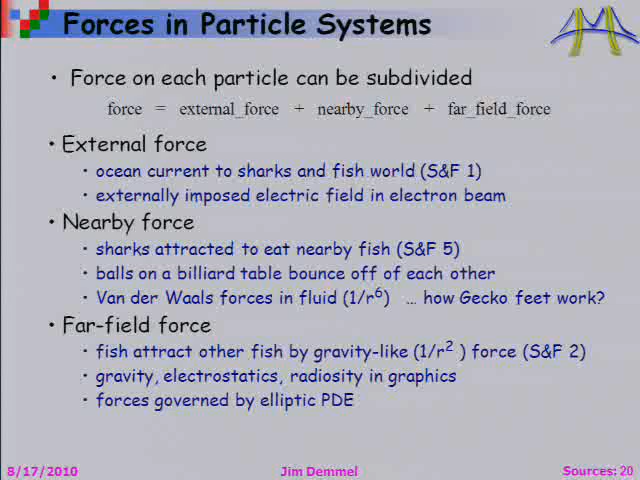 Forces in Particle Systems
• Force on each particle can be subdivided
force = external_force + nearby_force + far_field_force
• External force
• ocean current to sharks and fish world (S&F 1)
• externally imposed electric field in electron beam
• Nearby force
• sharks attracted to eat nearby fish (S&F 5)
• balls on a billiard table bounce off of each other
• Van der Waals forces in fluid (1/r⁶) … how Gecko feet work?
• Far-field force
• fish attract other fish by gravity-like (1/r² ) force (S&F 2)
• gravity, electrostatics, radiosity in graphics
• forces governed by elliptic PDE
8/17/2010 Jim Demmel Sources: 20